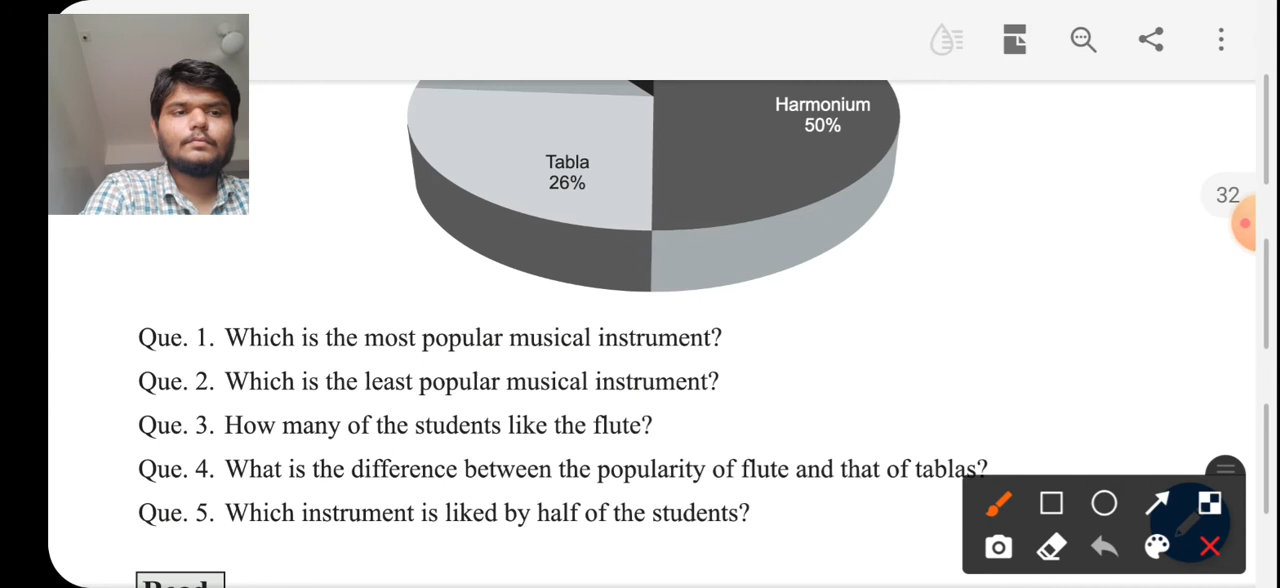 Harmonium
50%
Tabla
26%
32
Que. 1. Which is the most popular musical instrument?
Que. 2. Which is the least popular musical instrument?
Que. 3. How many of the students like the flute?
Que. 4. What is the difference between the popularity of flute and that of tablas?
Que. 5. Which instrument is liked by half of the students?
Read